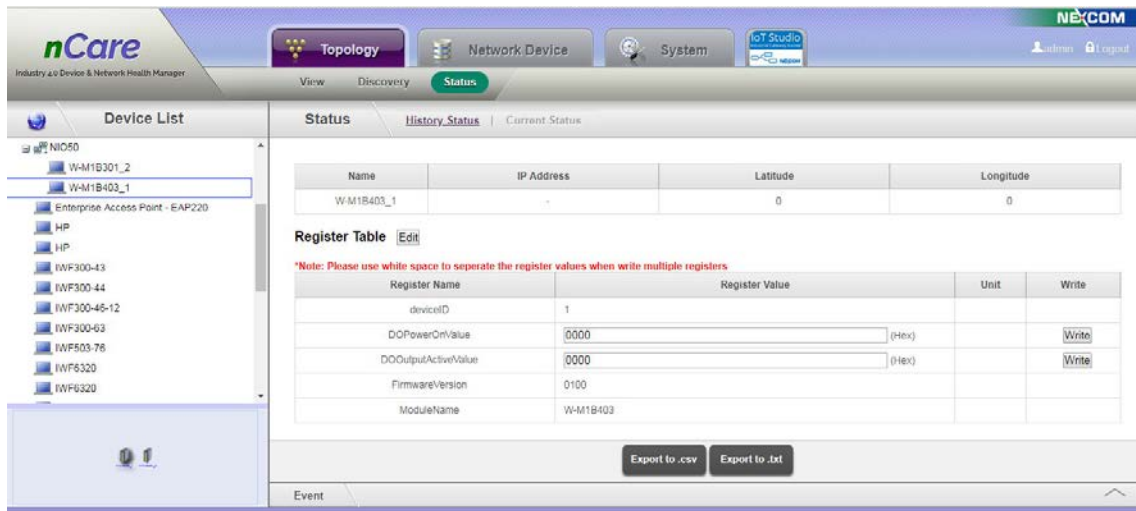 NEXCOM
nCare
Industry 4.0 Device & Network Health Manager
Topology
Network Device
System
IoT Studio
NEXCOM
admin
Logout
View
Discovery
Status
Device List
NIO50
W-M1B301_2
W-M1B403_1
Enterprise Access Point - EAP220
HP
HP
IWF300-43
IWF300-44
IWF300-46-12
IWF300-63
IWF503-76
IWF6320
IWF6320
Status
History Status | Current Status
Name IP Address Latitude Longitude
W-M1B403_1 - 0 0
Register Table Edit
*Note: Please use white space to seperate the register values when write multiple registers
Register Name Register Value Unit Write
deviceID 1
DOPowerOnValue 0000 (Hex) Write
DOOutputActiveValue 0000 (Hex) Write
FirmwareVersion 0100
ModuleName W-M1B403
Export to .csv Export to .txt
Event